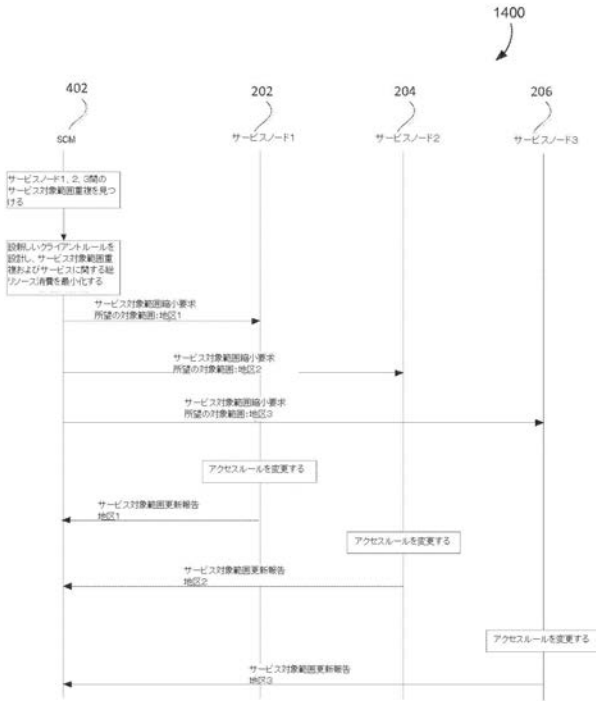 1400
402
202
204
206
SCM
サービスノード1
サービスノード2
サービスノード3
サービスノード1、2、3間の
サービス対象範囲重複を見つ
ける
設新しいクライアントルールを
設計し、サービス対象範囲重
複およびサービスに関する総
リソース消費を最小化する
サービス対象範囲縮小要求
所望の対象範囲:地区1
サービス対象範囲縮小要求
所望の対象範囲:地区2
サービス対象範囲縮小要求
所望の対象範囲:地区3
アクセスルールを変更する
サービス対象範囲更新報告
地区1
アクセスルールを変更する
サービス対象範囲更新報告
地区2
アクセスルールを変更する
サービス対象範囲更新報告
地区3